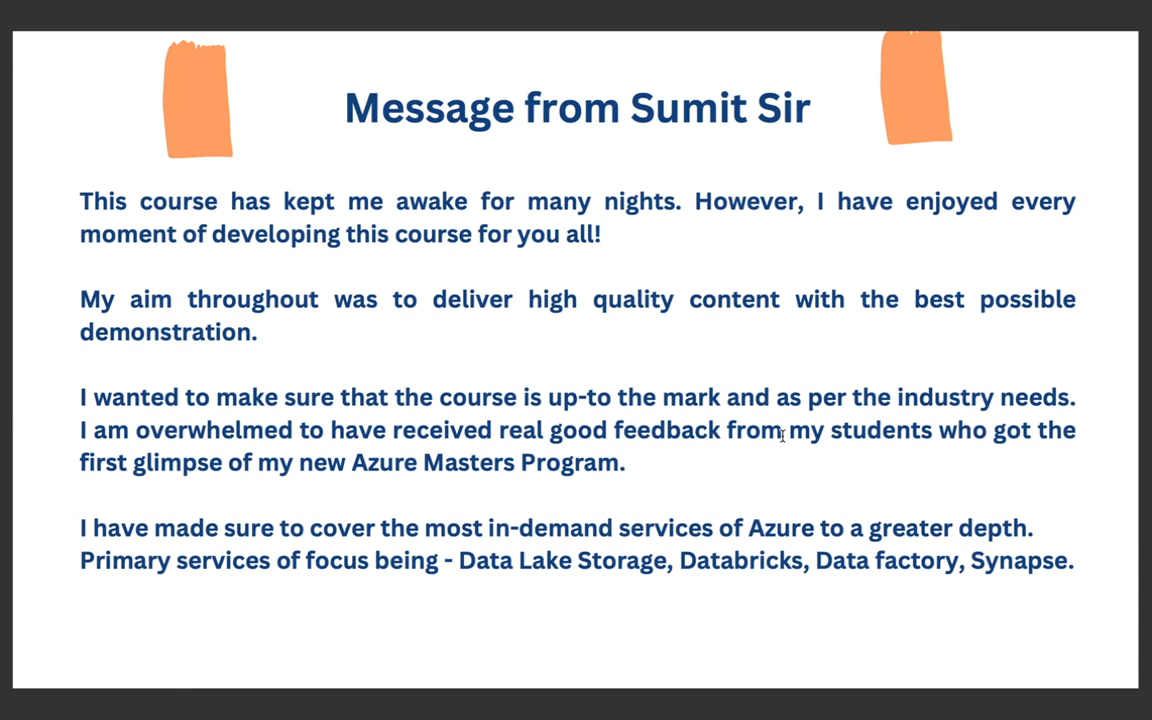 Message from Sumit Sir
This course has kept me awake for many nights. However, I have enjoyed every
moment of developing this course for you all!
My aim throughout was to deliver high quality content with the best possible
demonstration.
I wanted to make sure that the course is up-to the mark and as per the industry needs.
I am overwhelmed to have received real good feedback from my students who got the
first glimpse of my new Azure Masters Program.
I have made sure to cover the most in-demand services of Azure to a greater depth.
Primary services of focus being - Data Lake Storage, Databricks, Data factory, Synapse.